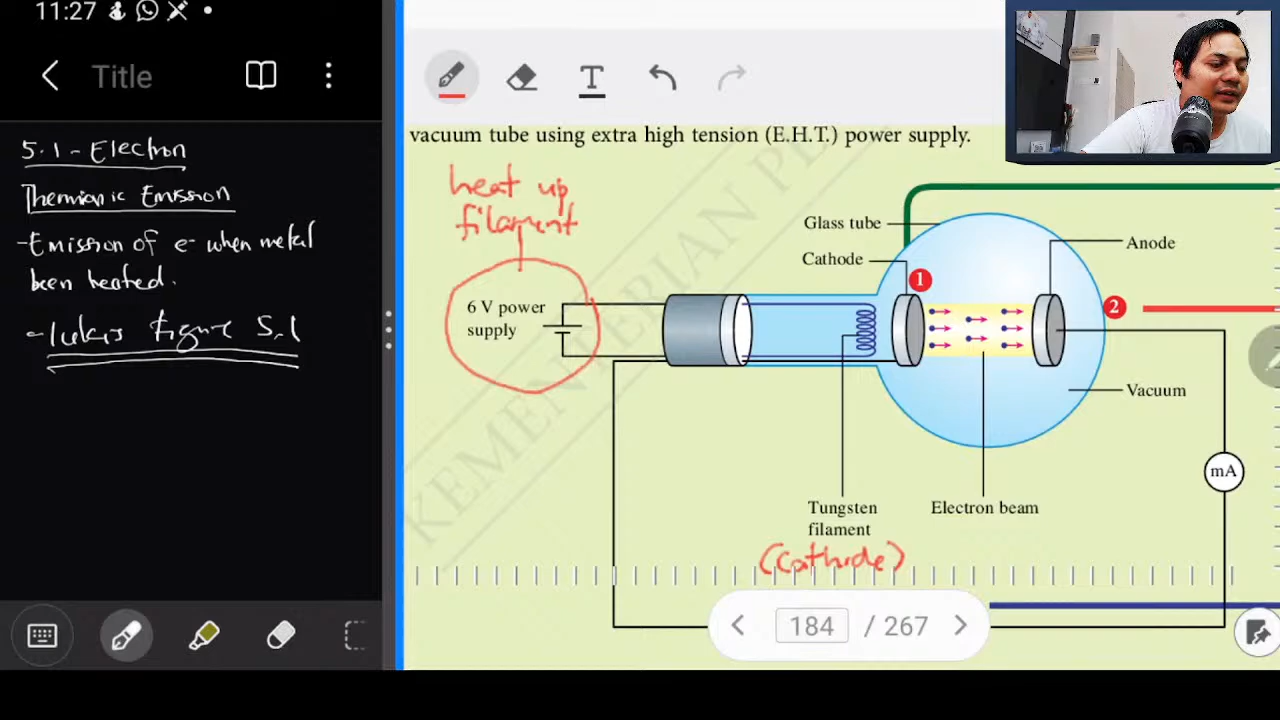 11:27
Title
5.1 - Electron
Thermionic Emission
- Emission of e- when metal
been heated.
- lukis figure 5.1
vacuum tube using extra high tension (E.H.T.) power supply.
heat up
filament
6 V power
supply
Glass tube
Cathode
1
Anode
2
Vacuum
mA
Tungsten
filament
(cathode)
Electron beam
KEMENTERIAN PE
184 / 267